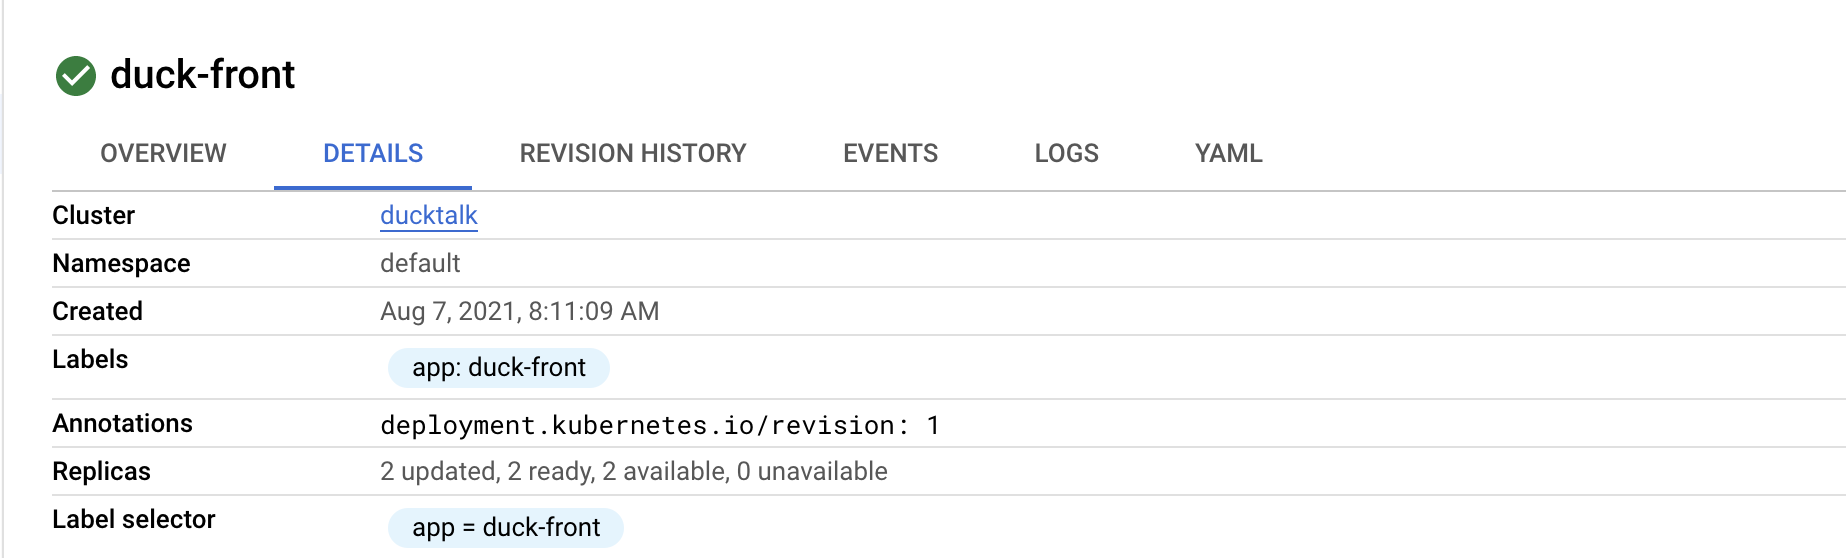 duck-front
OVERVIEW DETAILS REVISION HISTORY EVENTS LOGS YAML
Cluster ducktalk
Namespace default
Created Aug 7, 2021, 8:11:09 AM
Labels app: duck-front
Annotations deployment.kubernetes.io/revision: 1
Replicas 2 updated, 2 ready, 2 available, 0 unavailable
Label selector app = duck-front